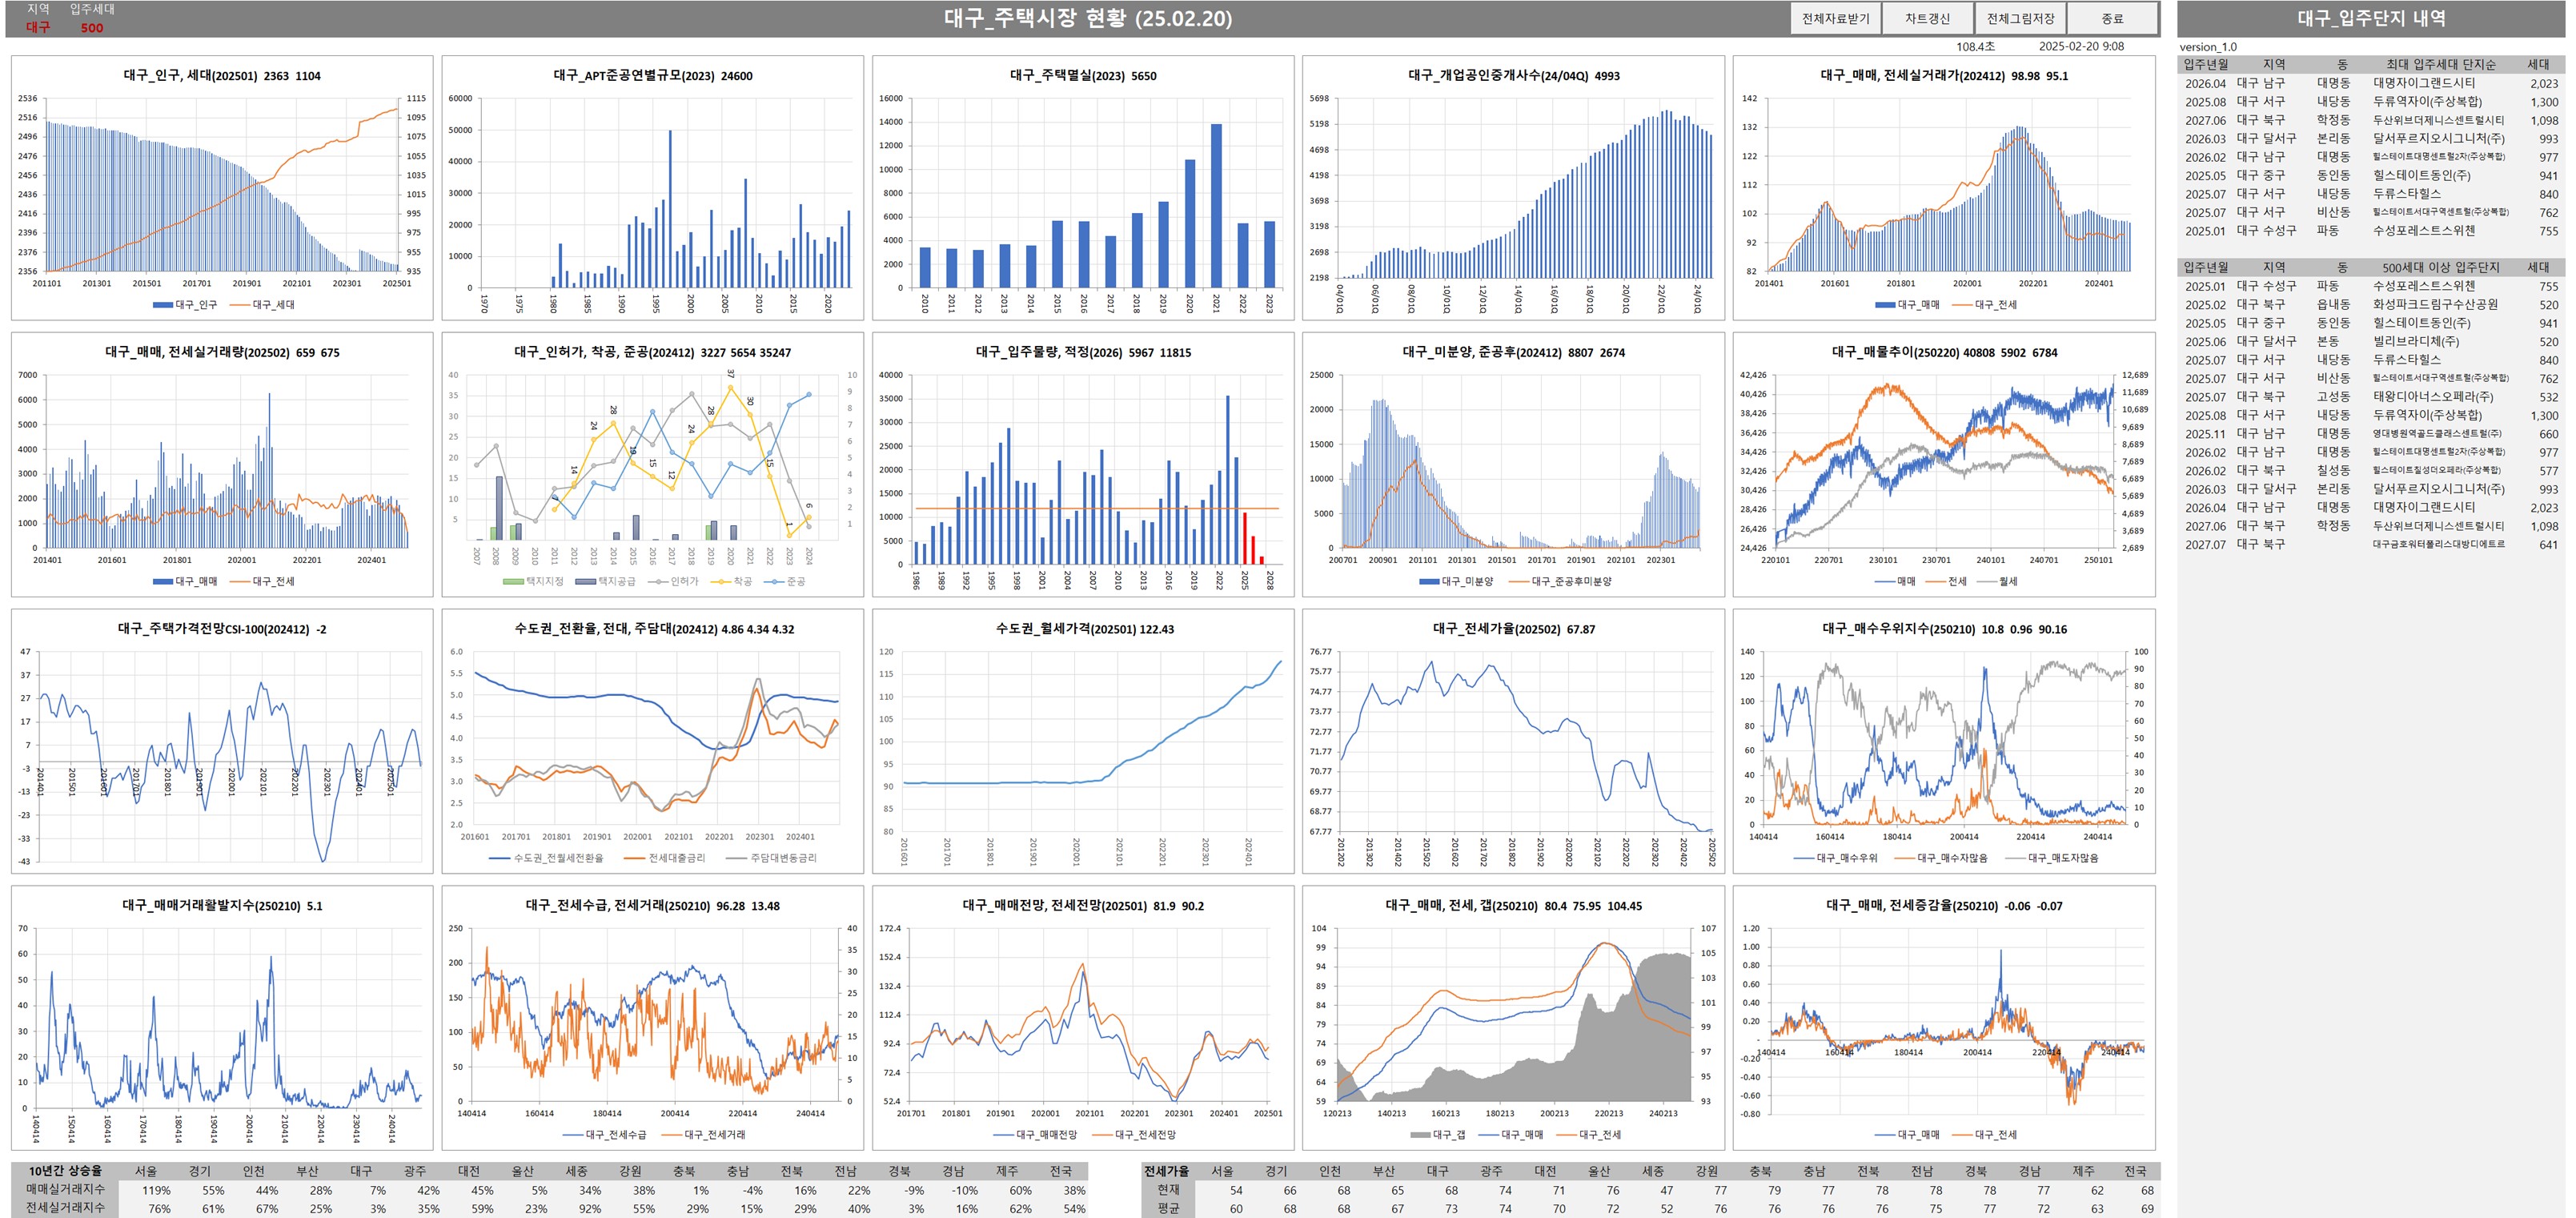 지역 입주세대
대구 500
대구_주택시장 현황 (25.02.20)
전체자료받기 차트갱신 전체그림저장 종료
108.4초 2025-02-20 9:08
대구_인구, 세대(202501) 2363 1104
대구_인구 대구_세대
대구_APT준공연별규모(2023) 24600
대구_주택멸실(2023) 5650
대구_개업공인중개사수(24/04Q) 4993
대구_매매, 전세실거래가(202412) 98.98 95.1
대구_매매 대구_전세
대구_매매, 전세실거래량(202502) 659 675
대구_매매 대구_전세
대구_인허가, 착공, 준공(202412) 3227 5654 35247
택지지정 택지공급 인허가 착공 준공
대구_입주물량, 적정(2026) 5967 11815
대구_미분양, 준공후(202412) 8807 2674
대구_미분양 대구_준공후미분양
대구_매물추이(250220) 40808 5902 6784
매매 전세 월세
대구_주택가격전망CSI-100(202412) -2
수도권_전환율, 전대, 주담대(202412) 4.86 4.34 4.32
수도권_전월세전환율 전세대출금리 주담대변동금리
수도권_월세가격(202501) 122.43
대구_전세가율(202502) 67.87
대구_매수우위지수(250210) 10.8 0.96 90.16
대구_매수우위 대구_매수자많음 대구_매도자많음
대구_매매거래활발지수(250210) 5.1
대구_전세수급, 전세거래(250210) 96.28 13.48
대구_전세수급 대구_전세거래
대구_매매전망, 전세전망(202501) 81.9 90.2
대구_매매전망 대구_전세전망
대구_매매, 전세, 갭(250210) 80.4 75.95 104.45
대구_갭 대구_매매 대구_전세
대구_매매, 전세증감율(250210) -0.06 -0.07
대구_매매 대구_전세
10년간 상승율 서울 경기 인천 부산 대구 광주 대전 울산 세종 강원 충북 충남 전북 전남 경북 경남 제주 전국
매매실거래지수 119% 55% 44% 28% 7% 42% 45% 5% 34% 38% 1% -4% 16% 22% -9% -10% 60% 38%
전세실거래지수 76% 61% 67% 25% 3% 35% 59% 23% 92% 55% 29% 15% 29% 40% 3% 16% 62% 54%
전세가율 서울 경기 인천 부산 대구 광주 대전 울산 세종 강원 충북 충남 전북 전남 경북 경남 제주 전국
현재 54 66 68 65 68 74 71 76 47 77 79 77 78 78 78 77 62 68
평균 60 68 68 67 73 74 70 72 52 76 76 76 76 75 77 72 63 69
대구_입주단지 내역
version_1.0
입주년월 지역 동 최대 입주세대 단지순 세대
2026.04 대구 남구 대명동 대명자이그랜드시티 2,023
2025.08 대구 서구 내당동 두류역자이(주상복합) 1,300
2027.06 대구 북구 학정동 두산위브더제니스센트럴시티 1,098
2026.03 대구 달서구 본리동 달서푸르지오시그니처(주) 993
2026.02 대구 남구 대명동 힐스테이트대명센트럴2차(주상복합) 977
2025.05 대구 중구 동인동 힐스테이트동인(주) 941
2025.07 대구 서구 내당동 두류스타힐스 840
2025.07 대구 서구 비산동 힐스테이트서대구역센트럴(주상복합) 762
2025.01 대구 수성구 파동 수성포레스트스위첸 755
입주년월 지역 동 500세대 이상 입주단지 세대
2025.01 대구 수성구 파동 수성포레스트스위첸 755
2025.02 대구 북구 읍내동 화성파크드림구수산공원 520
2025.05 대구 중구 동인동 힐스테이트동인(주) 941
2025.06 대구 달서구 본동 빌리브라디체(주) 520
2025.07 대구 서구 내당동 두류스타힐스 840
2025.07 대구 서구 비산동 힐스테이트서대구역센트럴(주상복합) 762
2025.07 대구 북구 고성동 태왕디아너스오페라(주) 532
2025.08 대구 서구 내당동 두류역자이(주상복합) 1,300
2025.11 대구 남구 대명동 영대병원역골드클래스센트럴(주) 660
2026.02 대구 남구 대명동 힐스테이트대명센트럴2차(주상복합) 977
2026.02 대구 북구 칠성동 힐스테이트칠성더오페라(주상복합) 577
2026.03 대구 달서구 본리동 달서푸르지오시그니처(주) 993
2026.04 대구 남구 대명동 대명자이그랜드시티 2,023
2027.06 대구 북구 학정동 두산위브더제니스센트럴시티 1,098
2027.07 대구 북구 대구금호워터폴리스대방디에트르 641